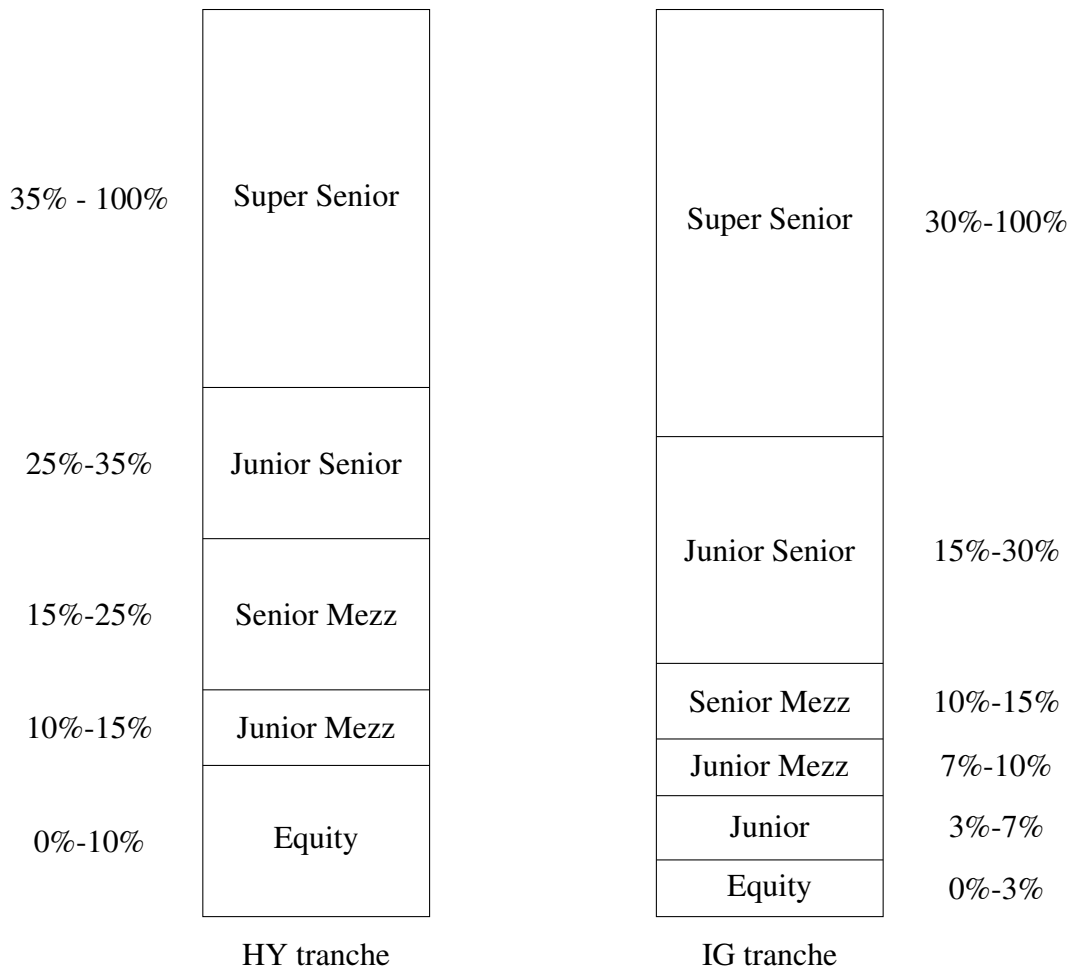 35% - 100%
Super Senior
25%-35%
Junior Senior
15%-25%
Senior Mezz
10%-15%
Junior Mezz
0%-10%
Equity
HY tranche
Super Senior
30%-100%
Junior Senior
15%-30%
Senior Mezz
10%-15%
Junior Mezz
7%-10%
Junior
3%-7%
Equity
0%-3%
IG tranche